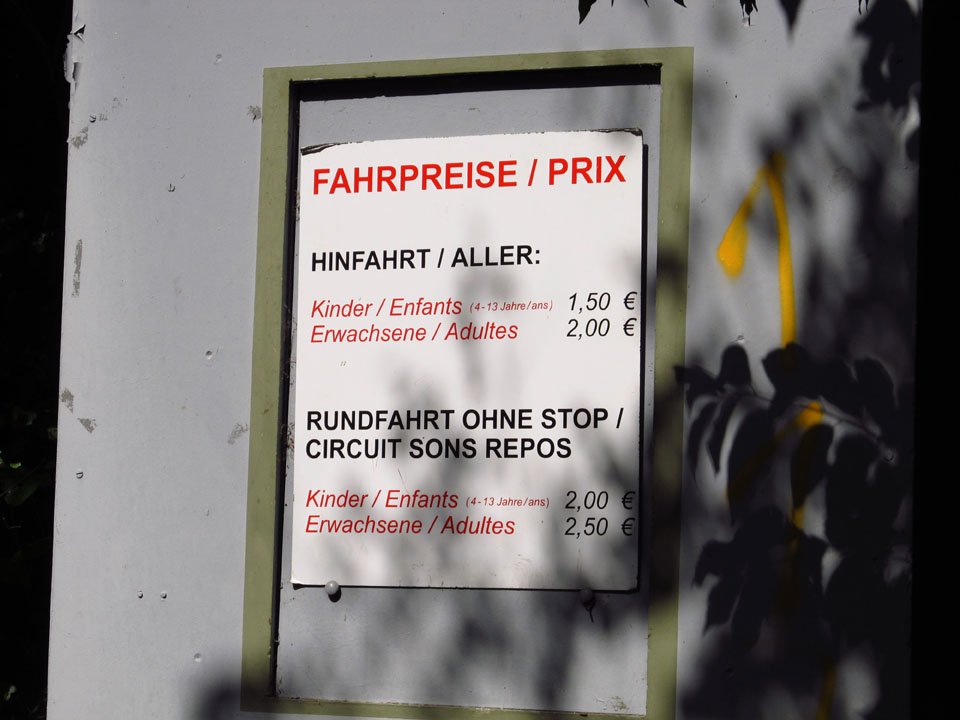 FAHRPREISE / PRIX
HINFAHRT / ALLER:
Kinder / Enfants (4-13 Jahre/ans) 1,50 €
Erwachsene / Adultes 2,00 €
RUNDFAHRT OHNE STOP /
CIRCUIT SONS REPOS
Kinder / Enfants (4-13 Jahre/ans) 2,00 €
Erwachsene / Adultes 2,50 €